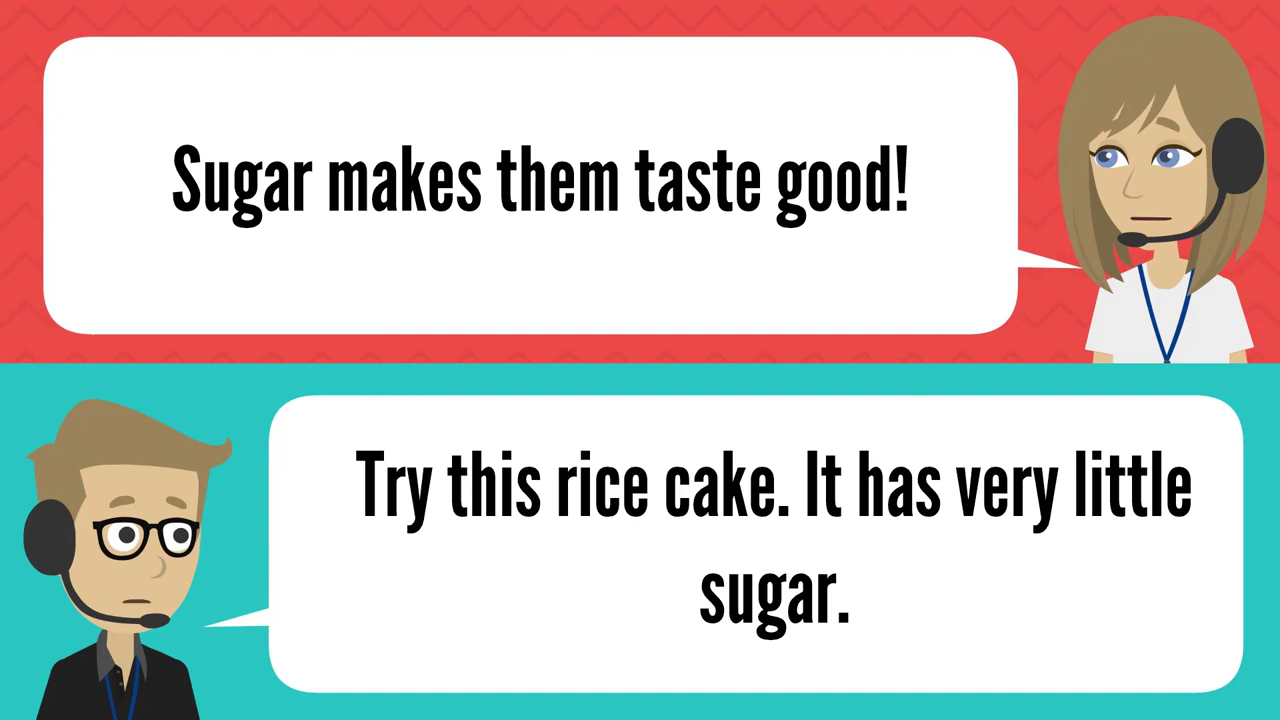 Sugar makes them taste good!
Try this rice cake. It has very little
sugar.